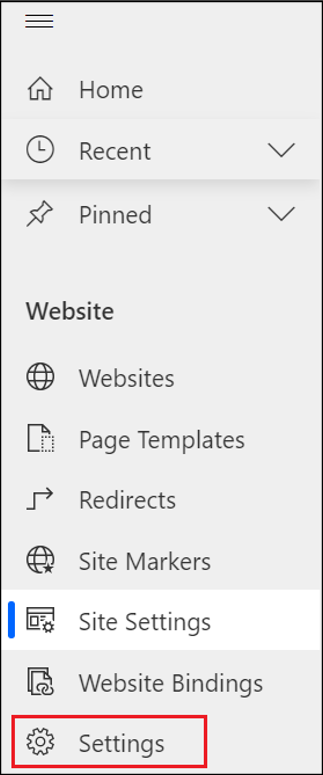 Home
Recent
Pinned
Website
Websites
Page Templates
Redirects
Site Markers
Site Settings
Website Bindings
Settings